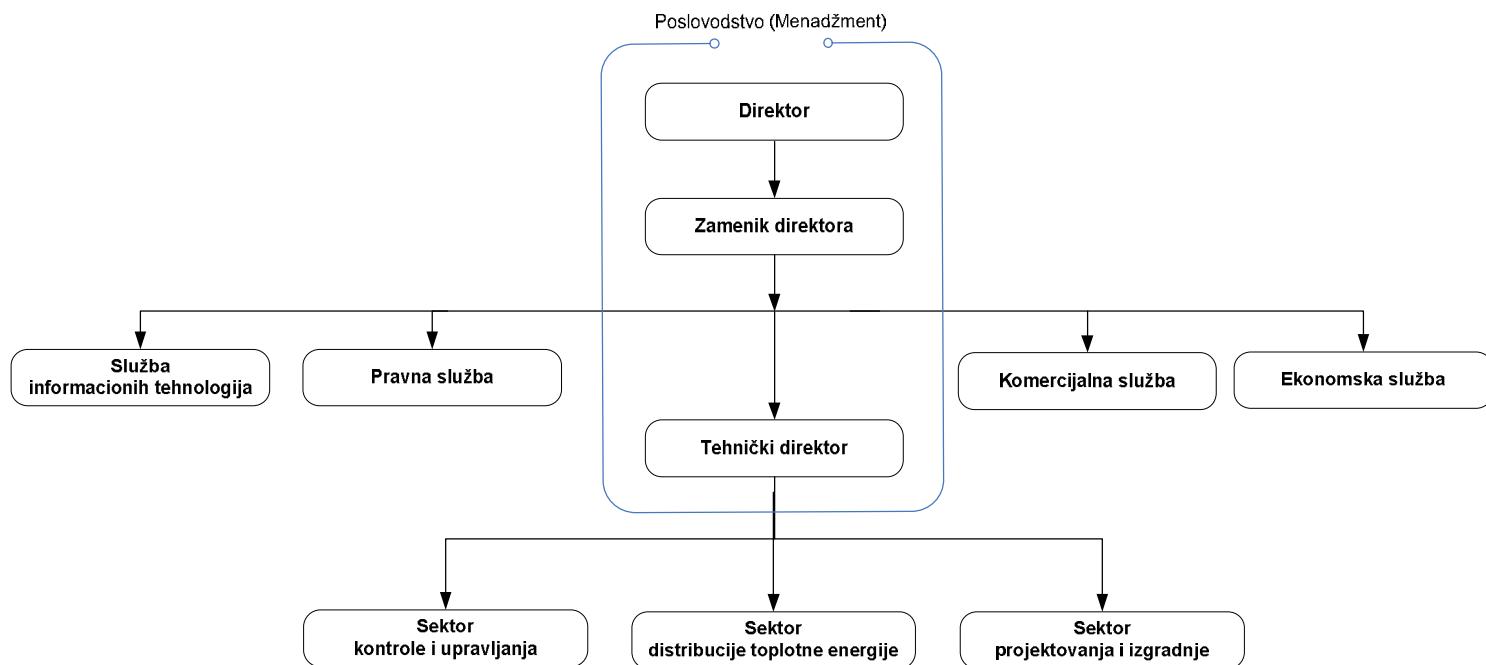 Poslovodstvo (Menadžment)
Direktor
Zamenik direktora
Služba
informacionih tehnologija
Pravna služba
Komercijalna služba
Ekonomska služba
Tehnički direktor
Sektor
kontrole i upravljanja
Sektor
distribucije toplotne energije
Sektor
projektovanja i izgradnje